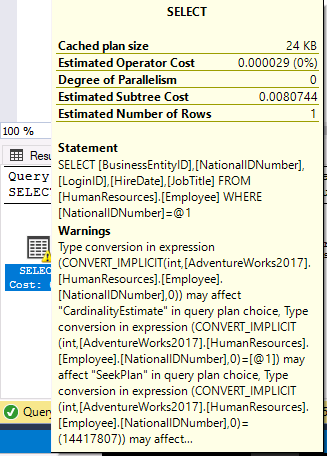 SELECT
Cached plan size 24 KB
Estimated Operator Cost 0.000029 (0%)
Degree of Parallelism 0
Estimated Subtree Cost 0.0080744
Estimated Number of Rows 1
Statement
SELECT [BusinessEntityID],[NationalIDNumber],
[LoginID],[HireDate],[JobTitle] FROM
[HumanResources].[Employee] WHERE
[NationalIDNumber]=@1
Warnings
Type conversion in expression
(CONVERT_IMPLICIT(int,[AdventureWorks2017].
[HumanResources].[Employee].
[NationalIDNumber],0)) may affect
"CardinalityEstimate" in query plan choice, Type
conversion in expression (CONVERT_IMPLICIT
(int,[AdventureWorks2017].[HumanResources].
[Employee].[NationalIDNumber],0)=[@1]) may
affect "SeekPlan" in query plan choice, Type
conversion in expression (CONVERT_IMPLICIT
(int,[AdventureWorks2017].[HumanResources].
[Employee].[NationalIDNumber],0)=
(14417807)) may affect...
100 %
Resu
Query
SELECT
SELEC
Cost:
Query